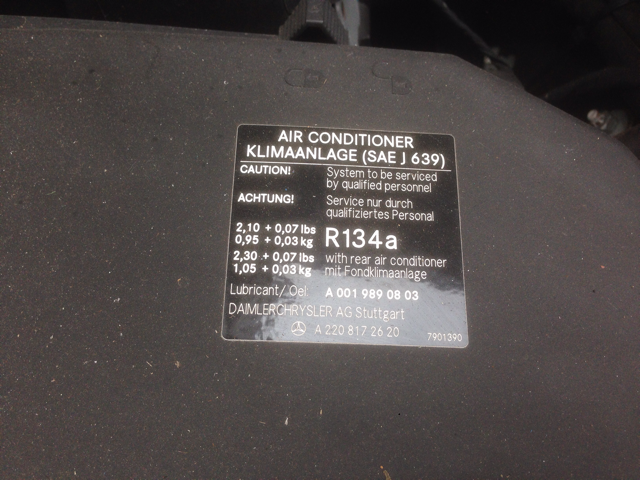 AIR CONDITIONER
KLIMAANLAGE (SAE J 639)
CAUTION! System to be serviced
by qualified personnel
ACHTUNG! Service nur durch
qualifiziertes Personal
2,10 + 0,07 lbs
0,95 + 0,03 kg R134a
2,30 + 0,07 lbs with rear air conditioner
1,05 + 0,03 kg mit Fondklimaanlage
Lubricant/ Oel: A 001 989 08 03
DAIMLERCHRYSLER AG Stuttgart
A 220 817 26 20 7901390